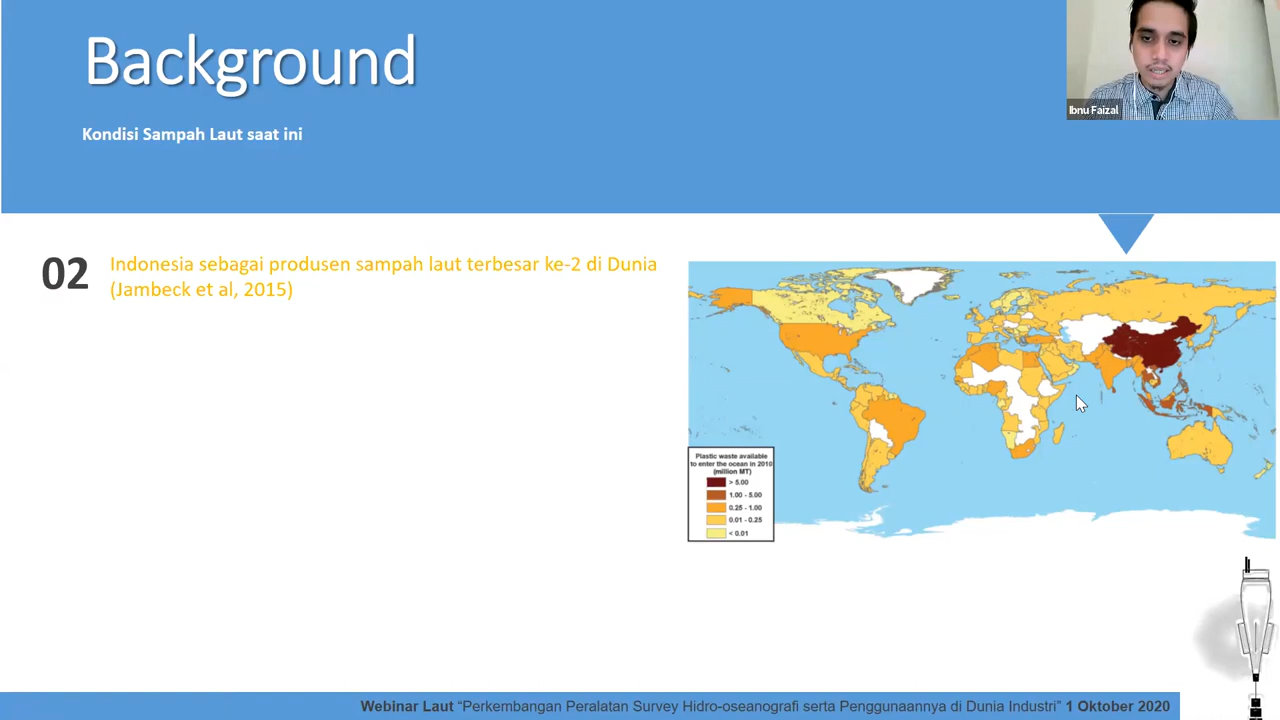 Background
Ibnu Faizal
Kondisi Sampah Laut saat ini
02
Indonesia sebagai produsen sampah laut terbesar ke-2 di Dunia
(Jambeck et al, 2015)
Plastic waste available
to enter the ocean in 2010
(million MT)
> 5.00
1.00 - 5.00
0.25 - 1.00
0.01 - 0.25
< 0.01
Webinar Laut “Perkembangan Peralatan Survey Hidro-oseanografi serta Penggunaannya di Dunia Industri” 1 Oktober 2020